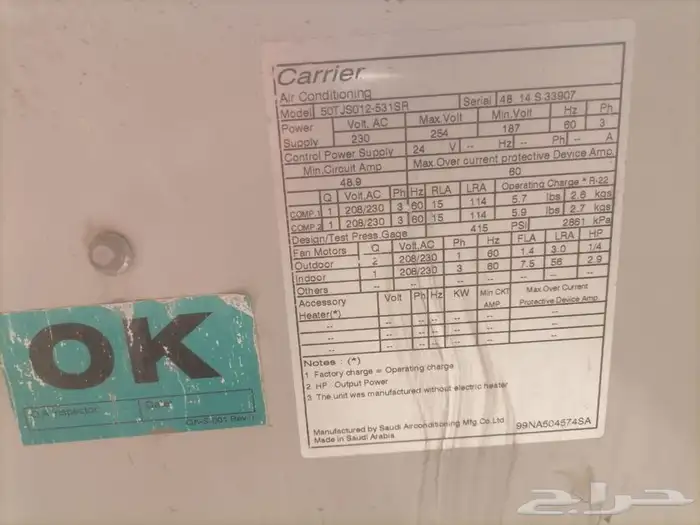 Carrier
Air Conditioning
Model 50TJS012-531SR Serial 48 14 S 33907
Power Supply Volt. AC Max.Volt Min.Volt Hz Ph
230 254 187 60 3
Control Power Supply 24 V -- Hz -- Ph -- A
Min.Circuit Amp Max.Over current protective Device Amp.
48.9 60
Q Volt.AC Ph Hz RLA LRA Operating Charge * R-22
COMP.1 1 208/230 3 60 15 114 5.7 lbs 2.6 kgs
COMP.2 1 208/230 3 60 15 114 5.9 lbs 2.7 kgs
Design/Test Press.Gage 415 PSI 2861 kPa
Fan Motors Q Volt.AC Ph Hz FLA LRA HP
Outdoor 2 208/230 1 60 1.4 3.0 1/4
Indoor 1 208/230 3 60 7.5 56 2.9
Others -- -- -- -- -- -- --
Accessory Volt Ph Hz KW Min CKT AMP Max.Over Current Protective Device Amp.
Heater(*)
-- -- -- -- -- --
-- -- -- -- -- --
-- -- -- -- -- --
Notes : (*)
1 Factory charge = Operating charge
2 HP Output Power
3 The unit was manufactured without electric heater
Manufactured by Saudi Airconditioning Mfg.Co.Ltd. 99NA504574SA
Made in Saudi Arabia
OK
Q.A Inspector Date
حراج